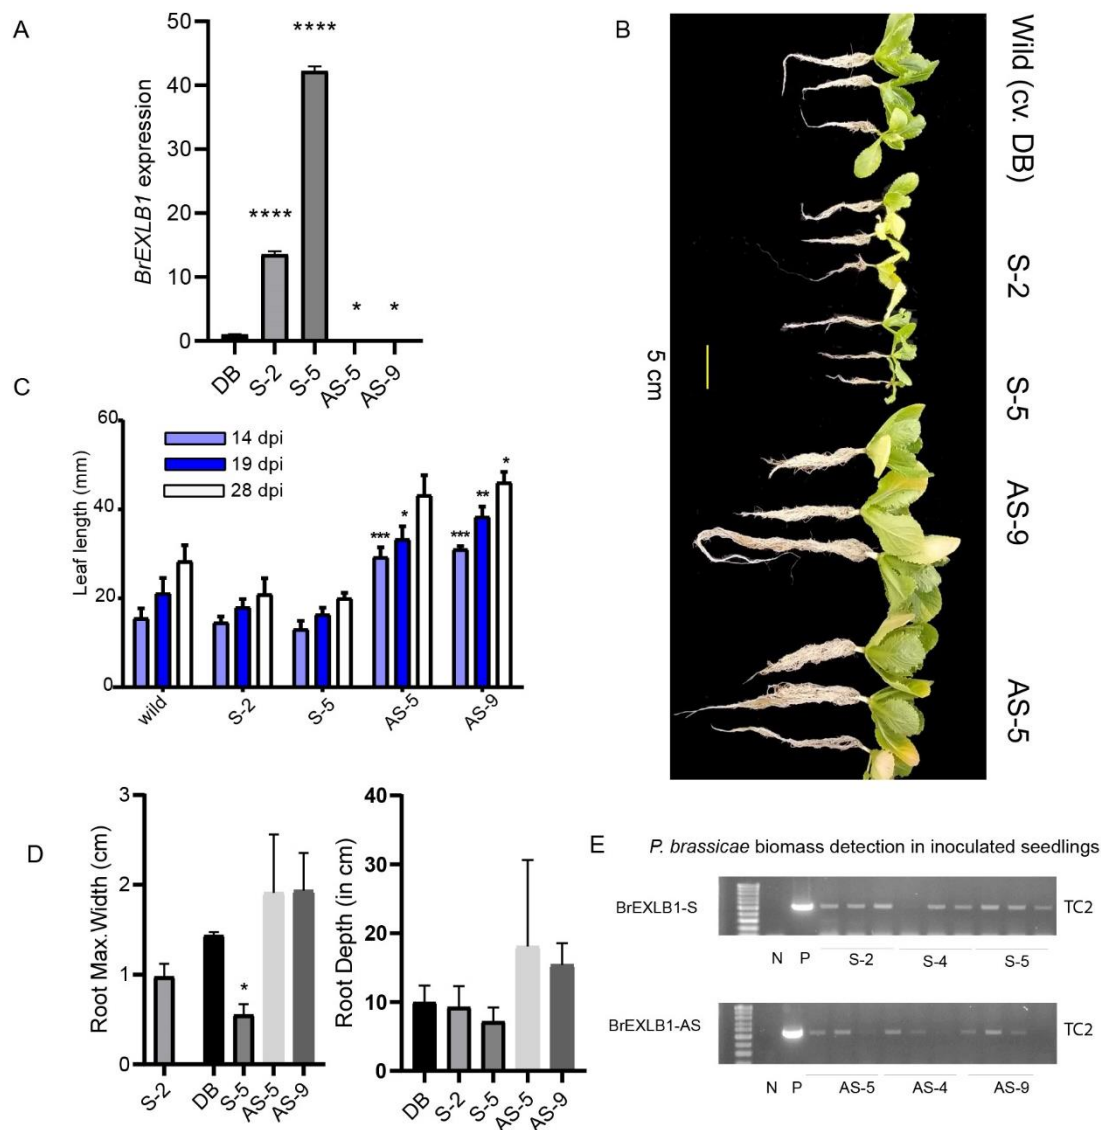 A
BrEXLB1 expression
50
40
30
20
10
0
****
****
*
*
DB
S-2
S-5
AS-5
AS-9
B
Wild (cv. DB)
S-2
S-5
AS-9
AS-5
5 cm
C
Leaf length (mm)
60
40
20
0
14 dpi
19 dpi
28 dpi
***
*
***
**
*
wild
S-2
S-5
AS-5
AS-9
D
Root Max.Width (cm)
3
2
1
0
*
S-2
DB
S-5
AS-5
AS-9
Root Depth (in cm)
40
30
20
10
0
DB
S-2
S-5
AS-5
AS-9
E
P. brassicae biomass detection in inoculated seedlings
BrEXLB1-S
TC2
N P S-2 S-4 S-5
BrEXLB1-AS
TC2
N P AS-5 AS-4 AS-9